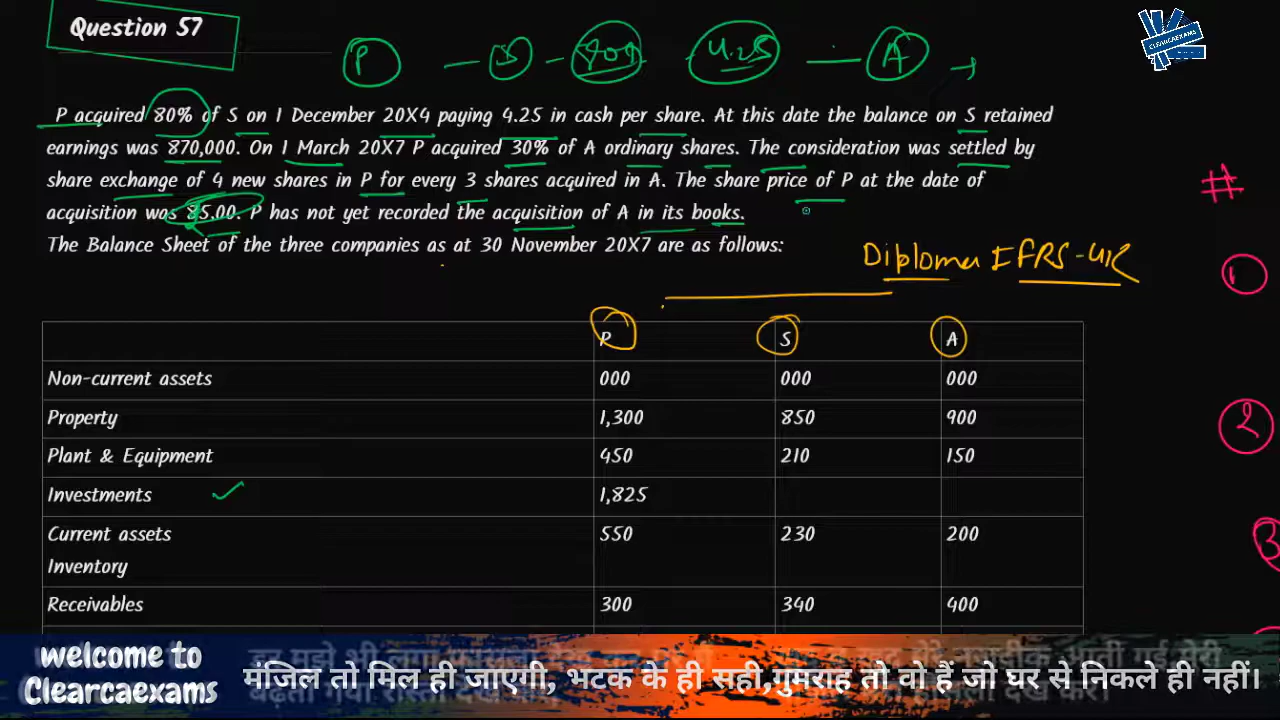 Question 57
CLEARCAEXAMS
P S 80% 4.25 A
P acquired 80% of S on 1 December 20X4 paying 4.25 in cash per share. At this date the balance on S retained
earnings was 870,000. On 1 March 20X7 P acquired 30% of A ordinary shares. The consideration was settled by
share exchange of 4 new shares in P for every 3 shares acquired in A. The share price of P at the date of
acquisition was 5.00. P has not yet recorded the acquisition of A in its books.
The Balance Sheet of the three companies as at 30 November 20X7 are as follows:
Diploma IFRS-UK
#
1
2
3
P S A
Non-current assets 000 000 000
Property 1,300 850 900
Plant & Equipment 450 210 150
Investments 1,825
Current assets 550 230 200
Inventory
Receivables 300 340 400
welcome to
Clearcaexams
मंजिल तो मिल ही जाएगी, भटक के ही सही,गुमराह तो वो हैं जो घर से निकले ही नहीं।